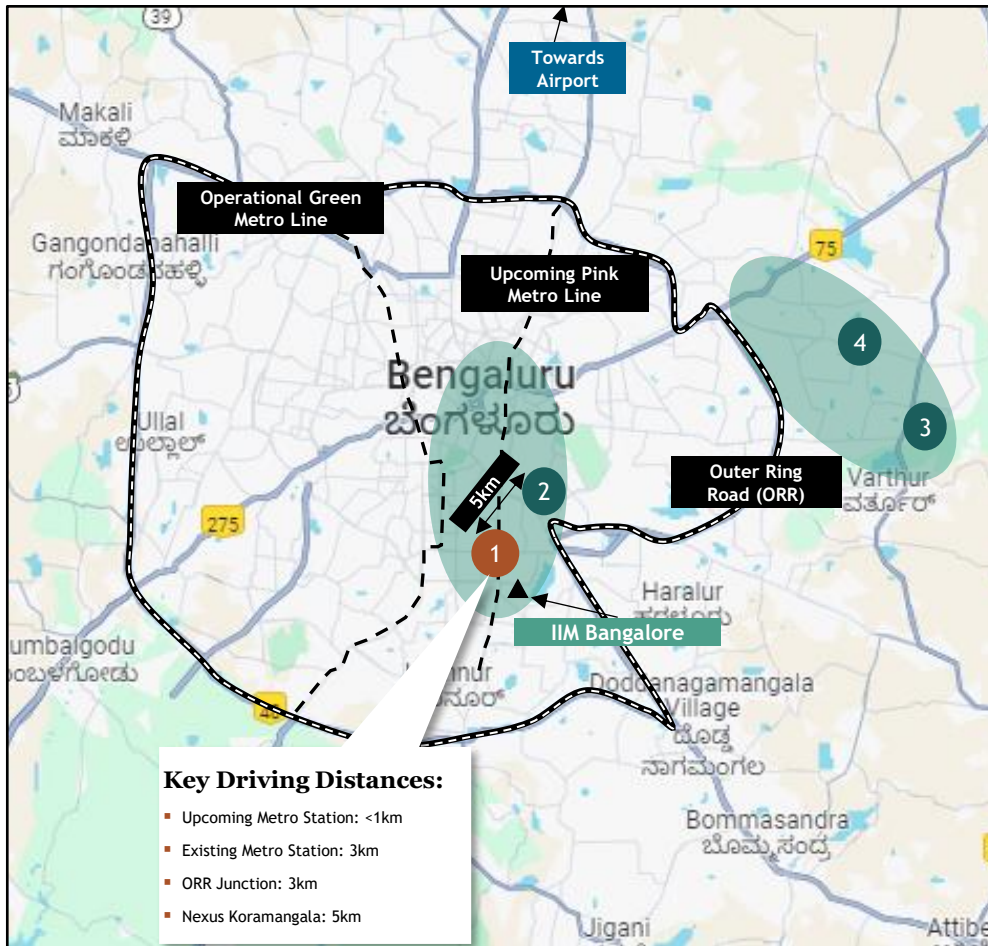 39
Towards
Airport
Makali
ಮಾಕಳಿ
Operational Green
Metro Line
Gangondanahalli
75
Upcoming Pink
Metro Line
4
Bengaluru
ಬೆಂಗಳೂರು
Ullal
ಉಲ್ಲಾಳ್
3
Outer Ring
Road (ORR)
Varthur
ವರ್ತೂರ್
5km
2
275
1
Haralur
IIM Bangalore
Doddanagamangala
Village
ದೊಡ್ಡ
ನಾಗಮಂಗಲ
Key Driving Distances:
▪ Upcoming Metro Station: <1km
▪ Existing Metro Station: 3km
▪ ORR Junction: 3km
▪ Nexus Koramangala: 5km
Bommasandra
ಬೊಮ್ಮಸಂದ್ರ
Jigani